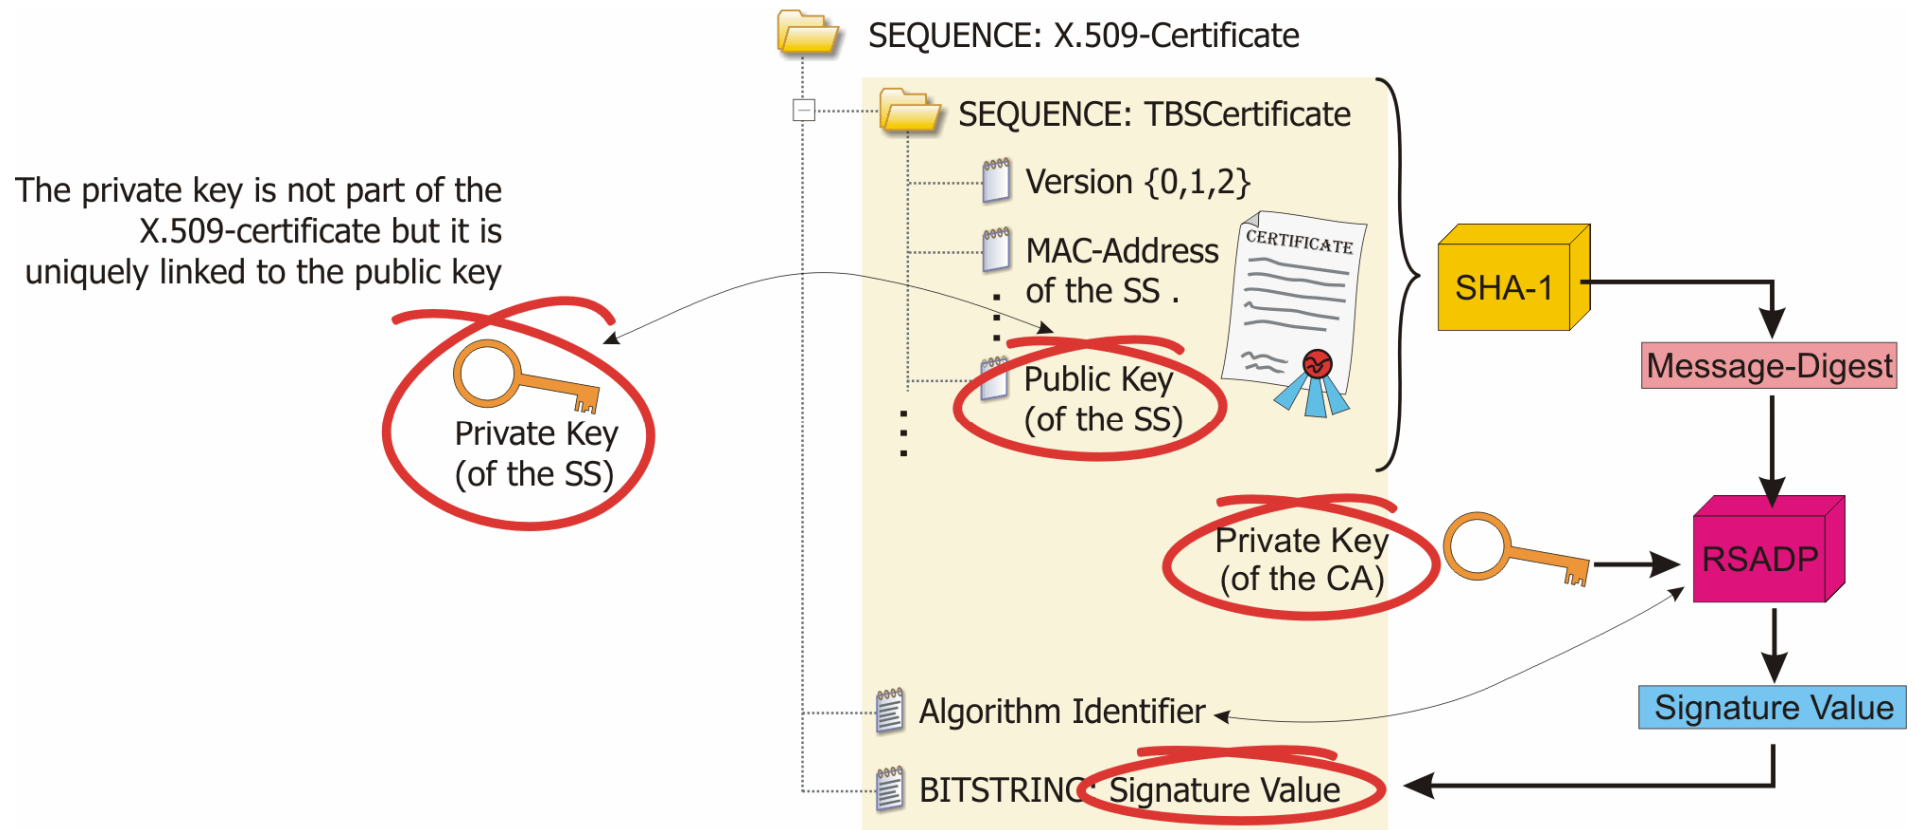 SEQUENCE: X.509-Certificate
SEQUENCE: TBSCertificate
Version {0,1,2}
The private key is not part of the
X.509-certificate but it is
uniquely linked to the public key
MAC-Address
of the SS .
CERTIFICATE
SHA-1
Message-Digest
Public Key
(of the SS)
Private Key
(of the SS)
Private Key
(of the CA)
RSADP
Algorithm Identifier
Signature Value
BITSTRING: Signature Value